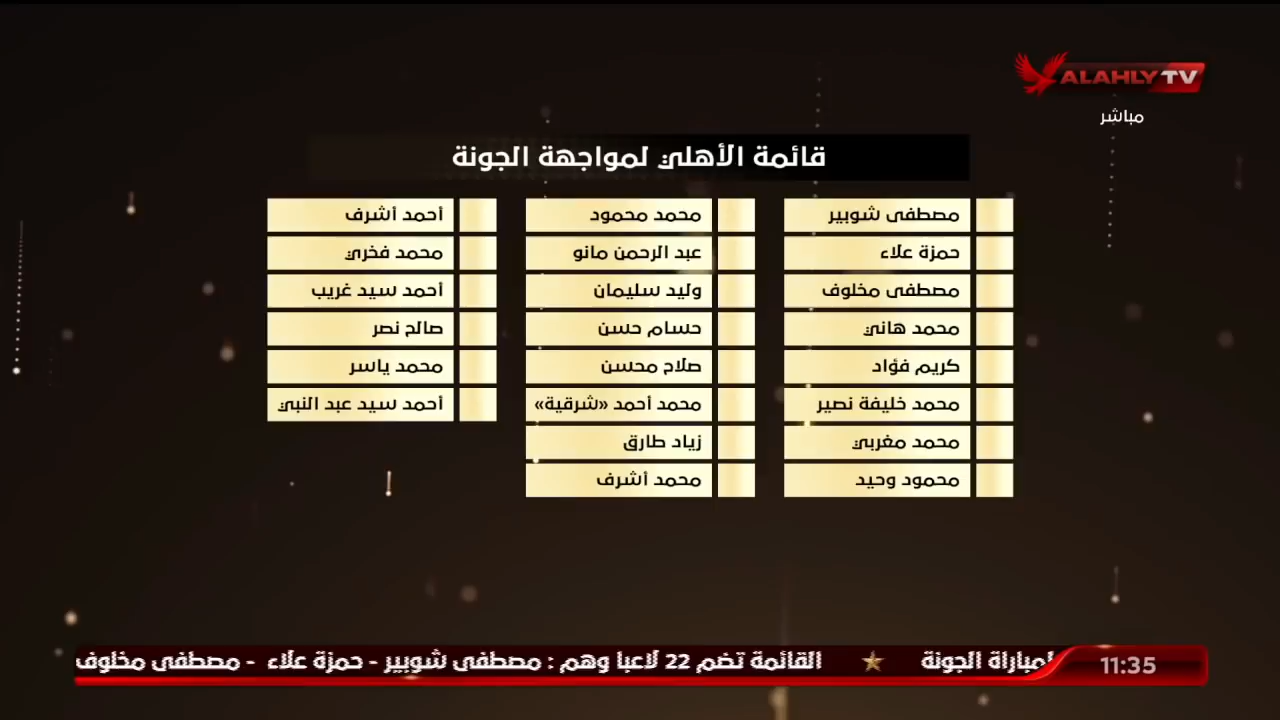 ALAHLY TV
مباشر
قائمة الأهلي لمواجهة الجونة
مصطفى شوبير
حمزة علاء
مصطفى مخلوف
محمد هاني
كريم فؤاد
محمد خليفة نصير
محمد مغربي
محمود وحيد
محمد محمود
عبد الرحمن مانو
وليد سليمان
حسام حسن
صلاح محسن
محمد أحمد «شرقية»
زياد طارق
محمد أشرف
أحمد أشرف
محمد فخري
أحمد سيد غريب
صالح نصر
محمد ياسر
أحمد سيد عبد النبي
لمباراة الجونة ★ القائمة تضم 22 لاعبا وهم : مصطفى شوبير - حمزة علاء - مصطفى مخلوف
11:35